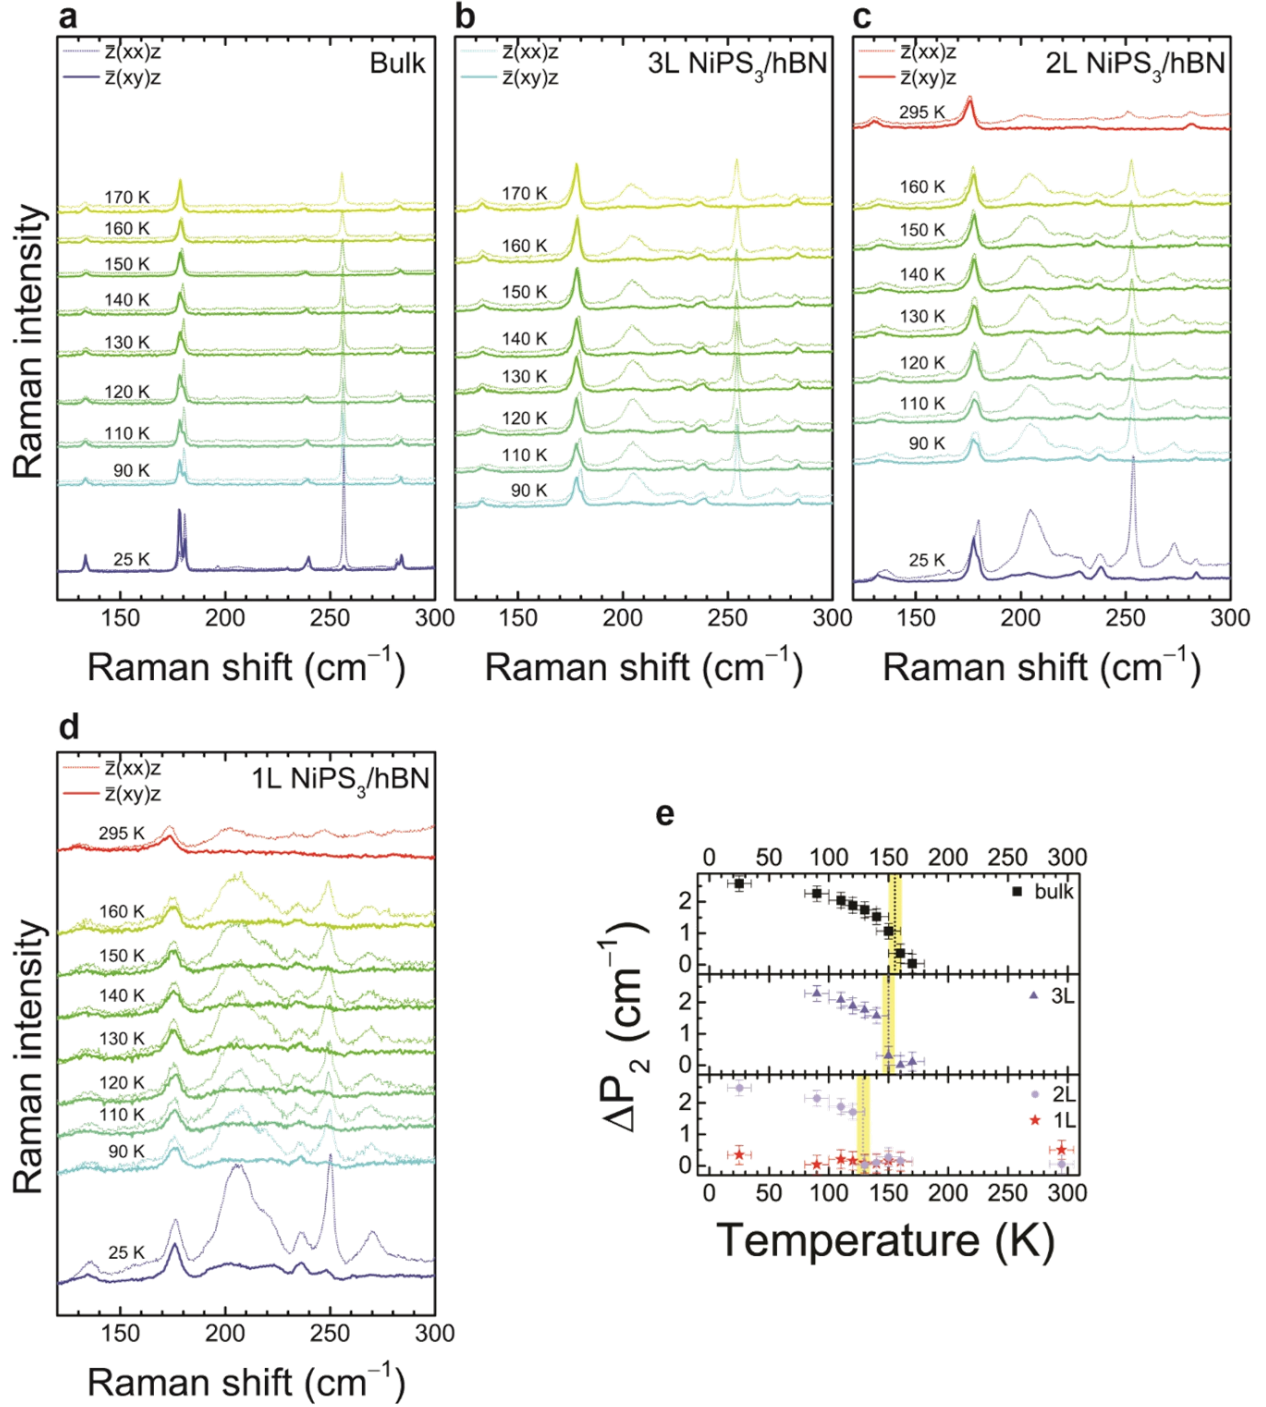 a
z̄(xx)z
z̄(xy)z
Bulk
170 K
160 K
150 K
140 K
130 K
120 K
110 K
90 K
25 K
150 200 250 300
Raman shift (cm⁻¹)
Raman intensity
b
z̄(xx)z
z̄(xy)z
3L NiPS₃/hBN
170 K
160 K
150 K
140 K
130 K
120 K
110 K
90 K
150 200 250 300
Raman shift (cm⁻¹)
c
z̄(xx)z
z̄(xy)z
2L NiPS₃/hBN
295 K
160 K
150 K
140 K
130 K
120 K
110 K
90 K
25 K
150 200 250 300
Raman shift (cm⁻¹)
d
z̄(xx)z
z̄(xy)z
1L NiPS₃/hBN
295 K
160 K
150 K
140 K
130 K
120 K
110 K
90 K
25 K
150 200 250 300
Raman shift (cm⁻¹)
Raman intensity
e
0 50 100 150 200 250 300
bulk
2
1
0
3L
2
1
0
2L
1L
2
1
0
0 50 100 150 200 250 300
Temperature (K)
ΔP₂ (cm⁻¹)